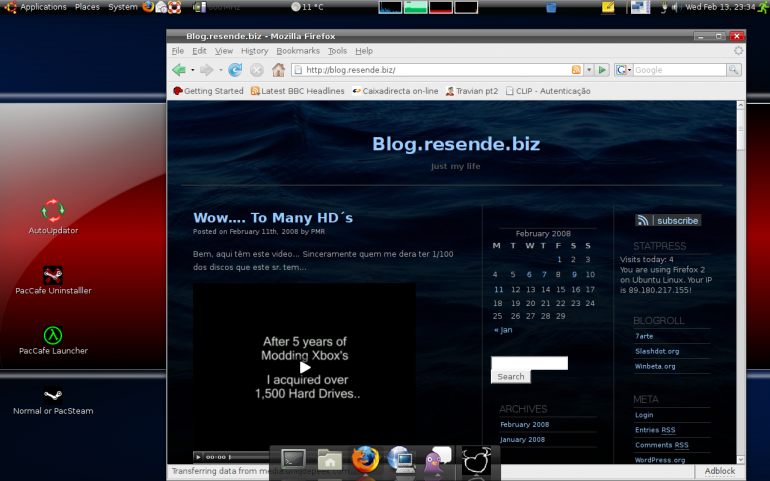 Applications Places System
11 °C
Wed Feb 13, 23:34
Blog.resende.biz - Mozilla Firefox
File Edit View History Bookmarks Tools Help
http://blog.resende.biz/
Google
Getting Started Latest BBC Headlines Caixadirecta on-line Travian pt2 CLIP - Autenticação
AutoUpdator
PacCafe Uninstalller
PacCafe Launcher
Normal or PacSteam
Blog.resende.biz
Just my life
Wow.... To Many HD´s
Posted on February 11th, 2008 by PMR
Bem, aqui têm este video... Sinceramente quem me dera ter 1/100
dos discos que este sr. tem...
After 5 years of
Modding Xbox's
I acquired over
1,500 Hard Drives..
00:00
February 2008
M T W T F S S
1 2 3
4 5 6 7 8 9 10
11 12 13 14 15 16 17
18 19 20 21 22 23 24
25 26 27 28 29
« Jan
Search
ARCHIVES
February 2008
January 2008
subscribe
STATPRESS
Visits today: 4
You are using Firefox 2
on Ubuntu Linux. Your IP
is 89.180.217.155!
BLOGROLL
7arte
Slashdot.org
Winbeta.org
META
Login
Entries RSS
Comments RSS
WordPress.org
Transferring data from
Adblock